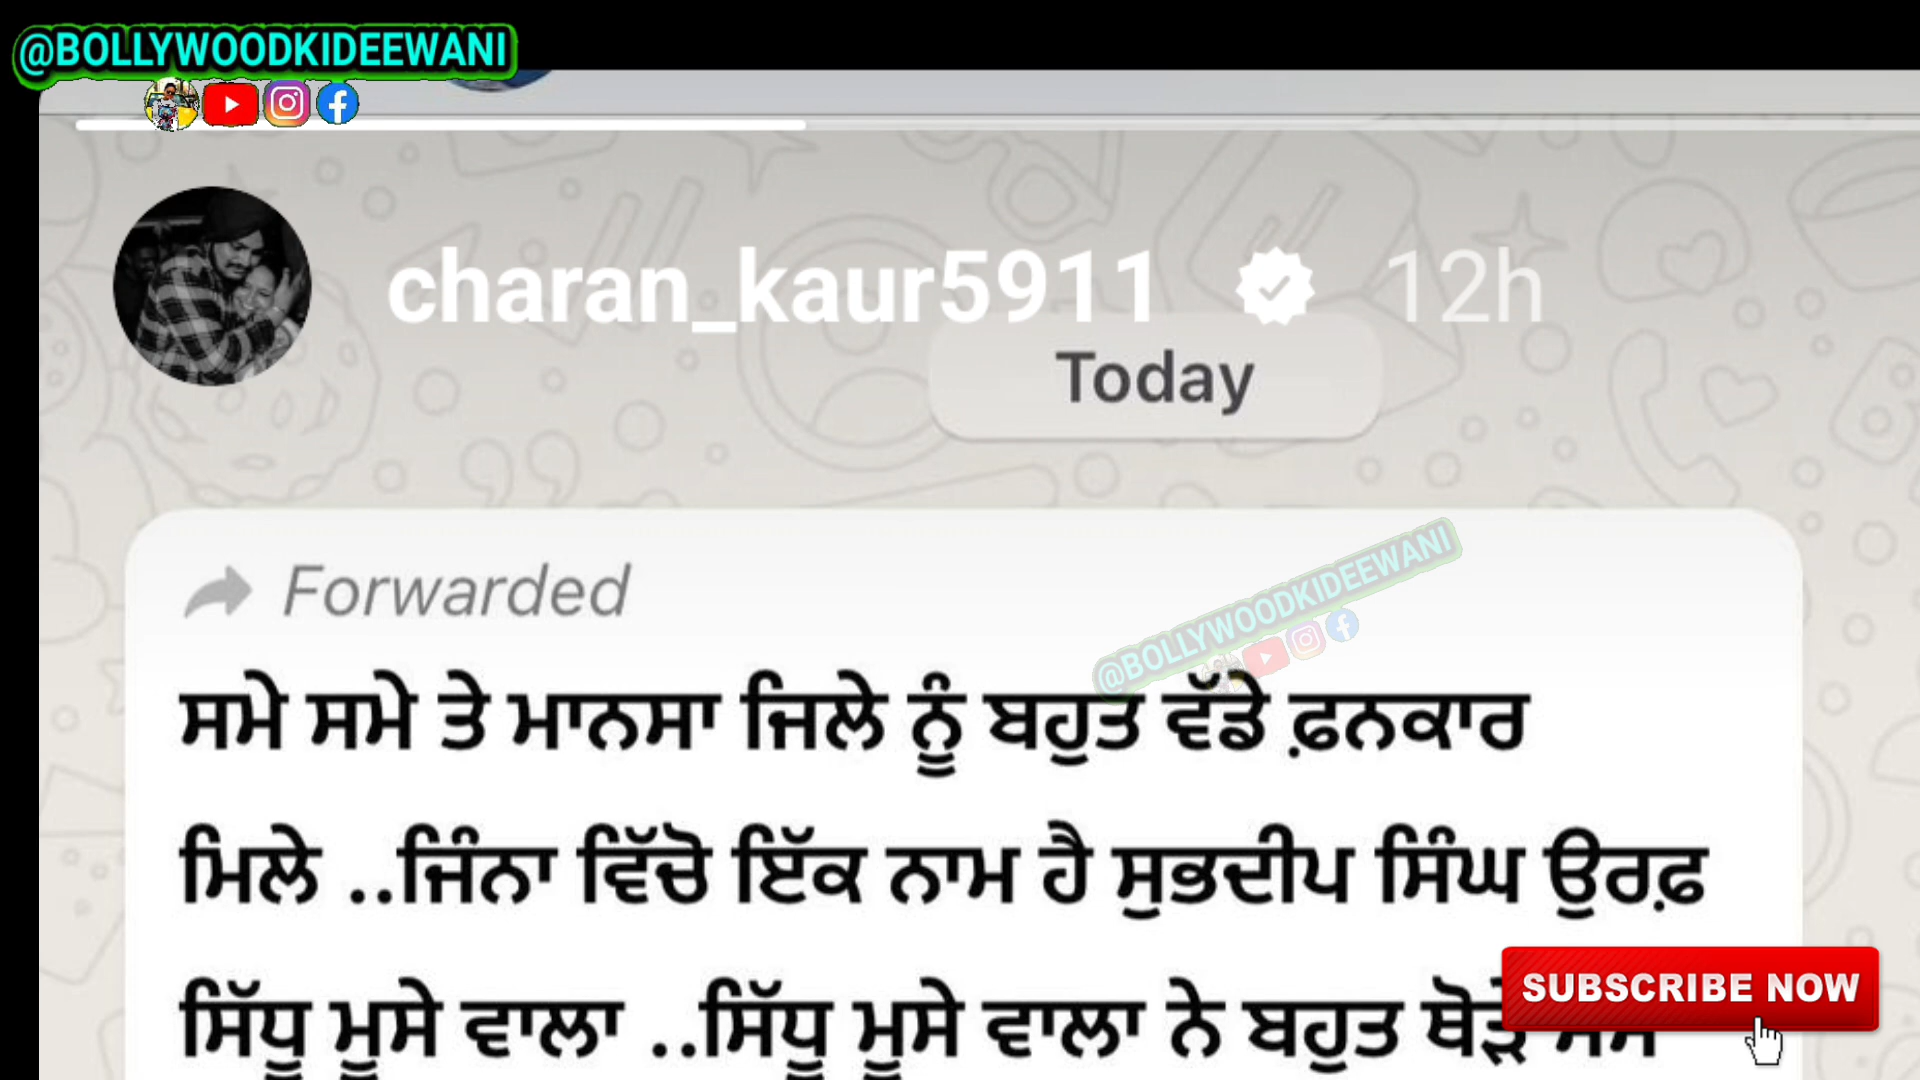 @BOLLYWOODKIDEEWANI
charan_kaur5911 12h
Today
Forwarded
@BOLLYWOODKIDEEWANI
ਸਮੇ ਸਮੇ ਤੇ ਮਾਨਸਾ ਜਿਲੇ ਨੂੰ ਬਹੁਤ ਵੱਡੇ ਫ਼ਨਕਾਰ
ਮਿਲੇ ..ਜਿੰਨਾ ਵਿੱਚੋ ਇੱਕ ਨਾਮ ਹੈ ਸੁਭਦੀਪ ਸਿੰਘ ਉਰਫ਼
ਸਿੱਧੂ ਮੂਸੇ ਵਾਲਾ ..ਸਿੱਧੂ ਮੂਸੇ ਵਾਲਾ ਨੇ ਬਹੁਤ
SUBSCRIBE NOW